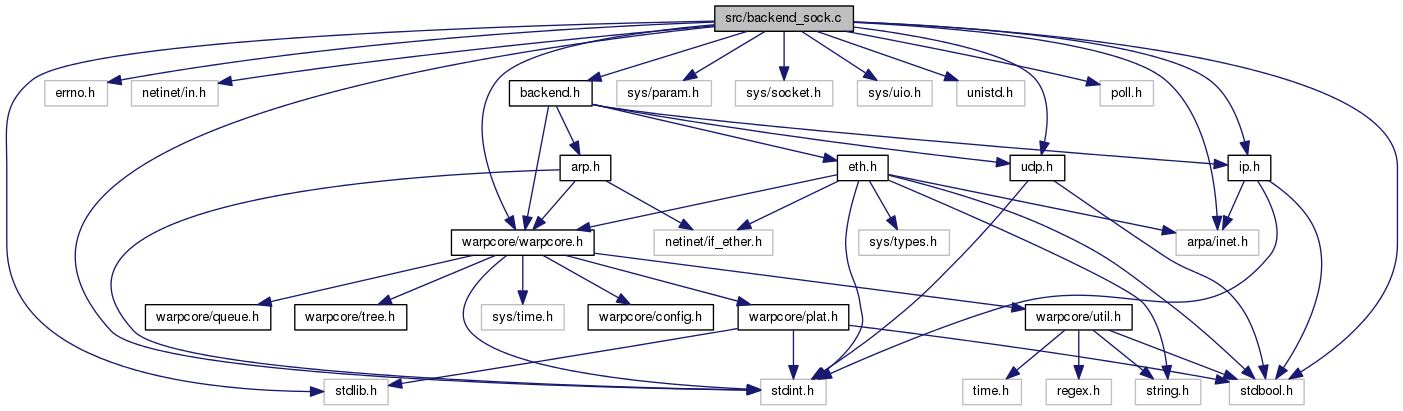 src/backend_sock.c
errno.h
netinet/in.h
backend.h
sys/param.h
sys/socket.h
sys/uio.h
unistd.h
poll.h
arp.h
eth.h
udp.h
ip.h
warpcore/warpcore.h
netinet/if_ether.h
sys/types.h
arpa/inet.h
warpcore/queue.h
warpcore/tree.h
sys/time.h
warpcore/config.h
warpcore/plat.h
warpcore/util.h
stdlib.h
stdint.h
time.h
regex.h
string.h
stdbool.h